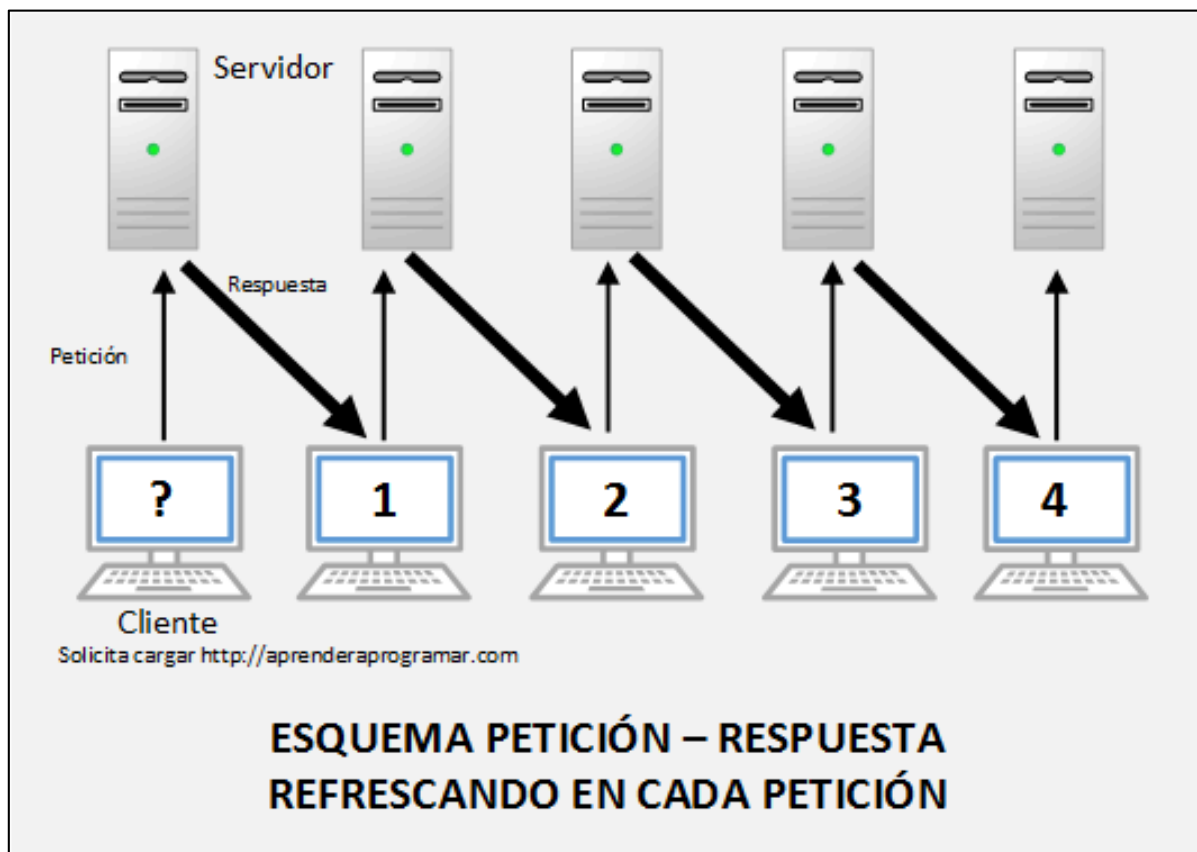 Servidor
Respuesta
Petición
?
1
2
3
4
Cliente
Solicita cargar http://aprenderaprogramar.com
ESQUEMA PETICIÓN – RESPUESTA
REFRESCANDO EN CADA PETICIÓN